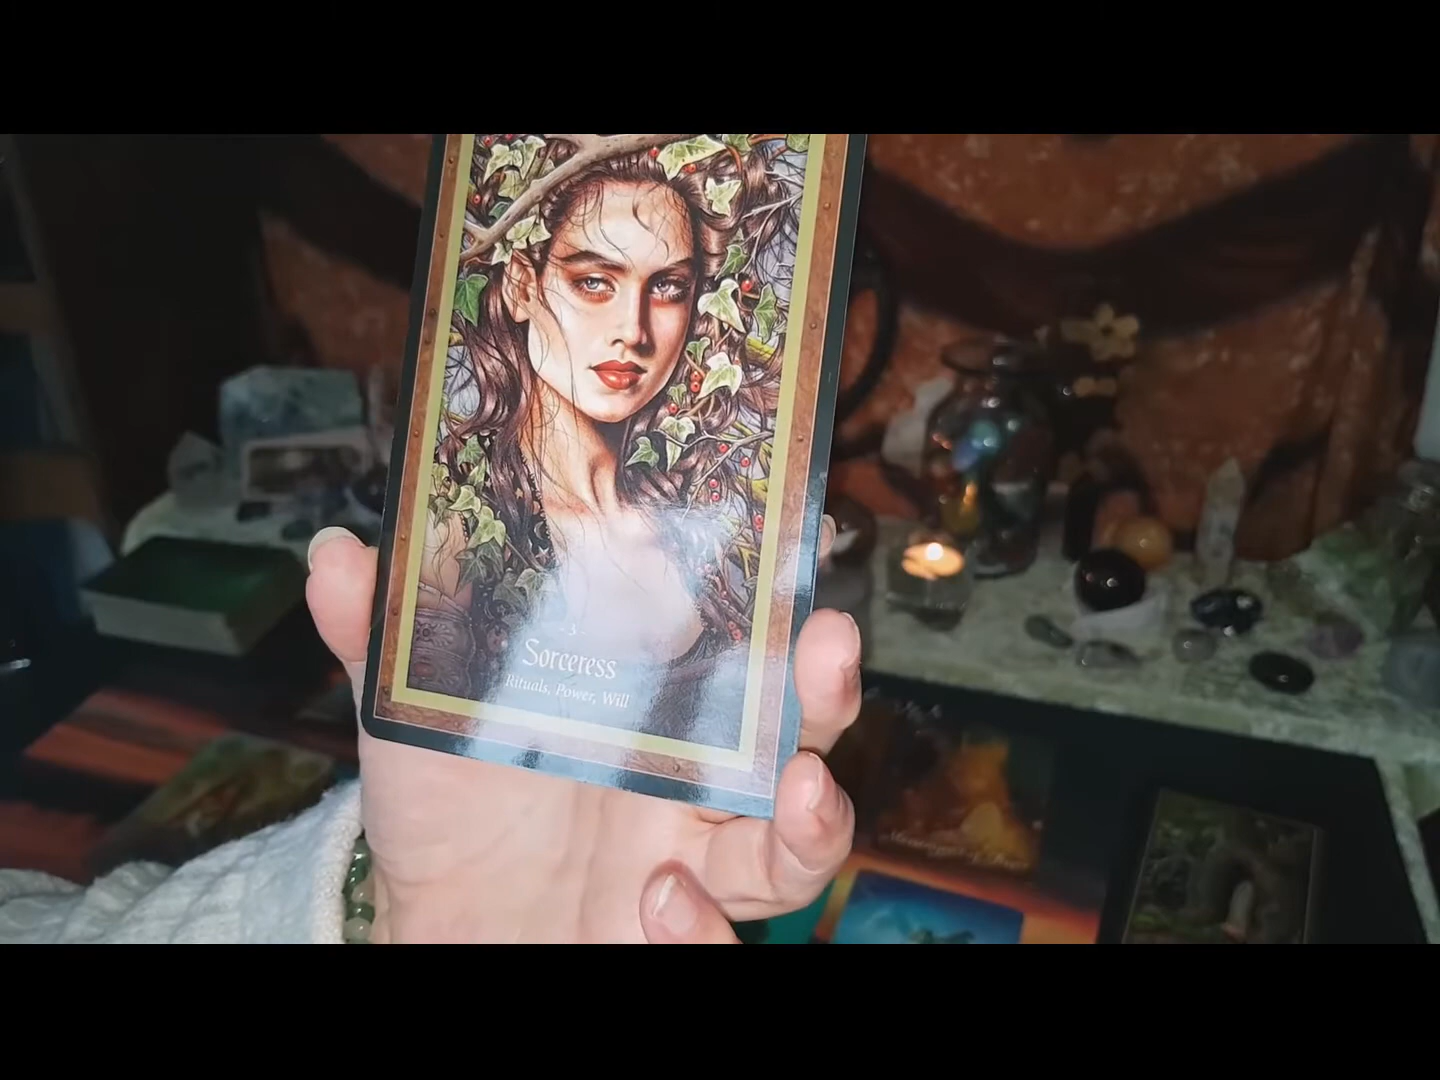 - 3 -
Sorceress
Rituals, Power, Will